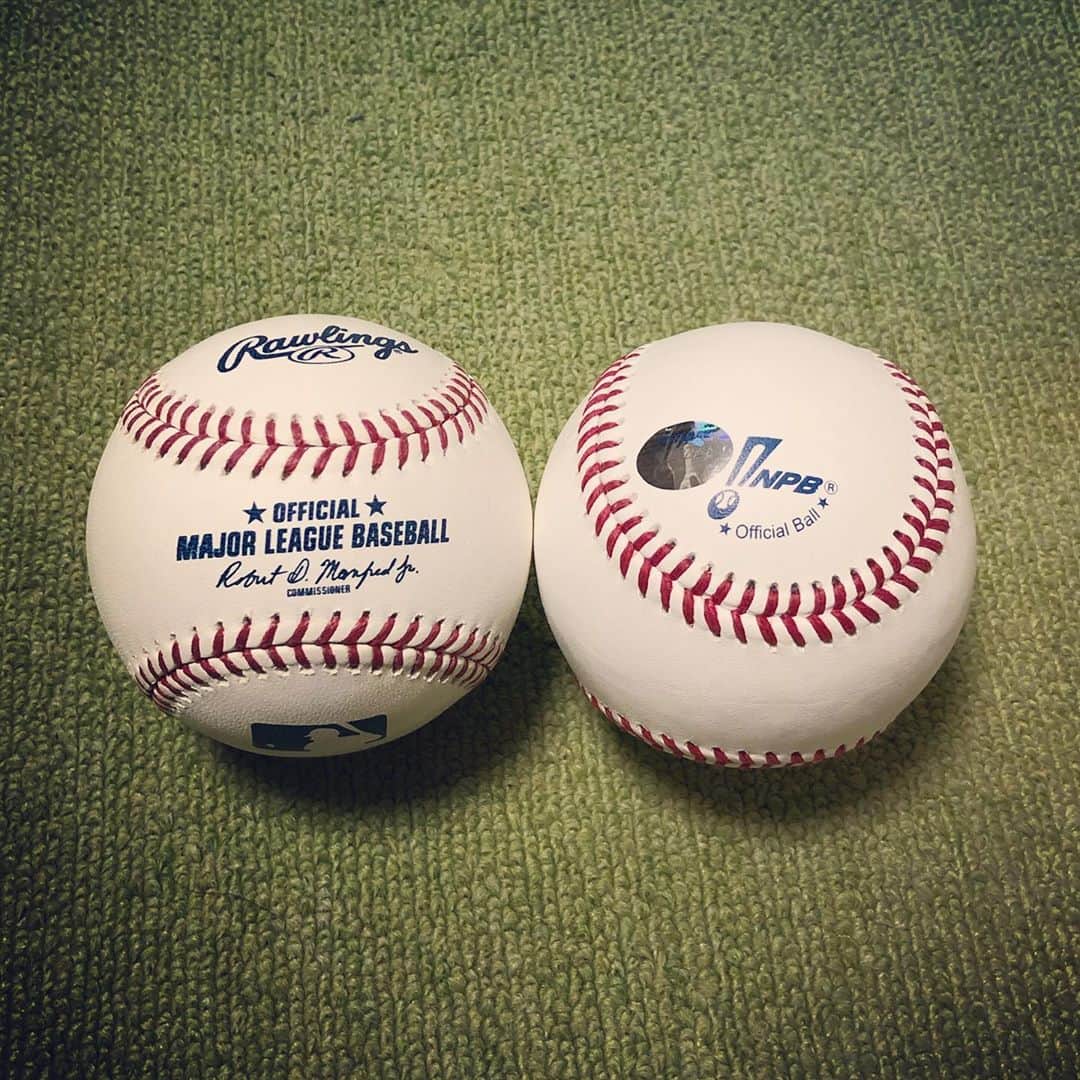 Rawlings
R
★ OFFICIAL ★
MAJOR LEAGUE BASEBALL
Robert D. Manfred Jr.
COMMISSIONER
NPB®
★ Official Ball ★